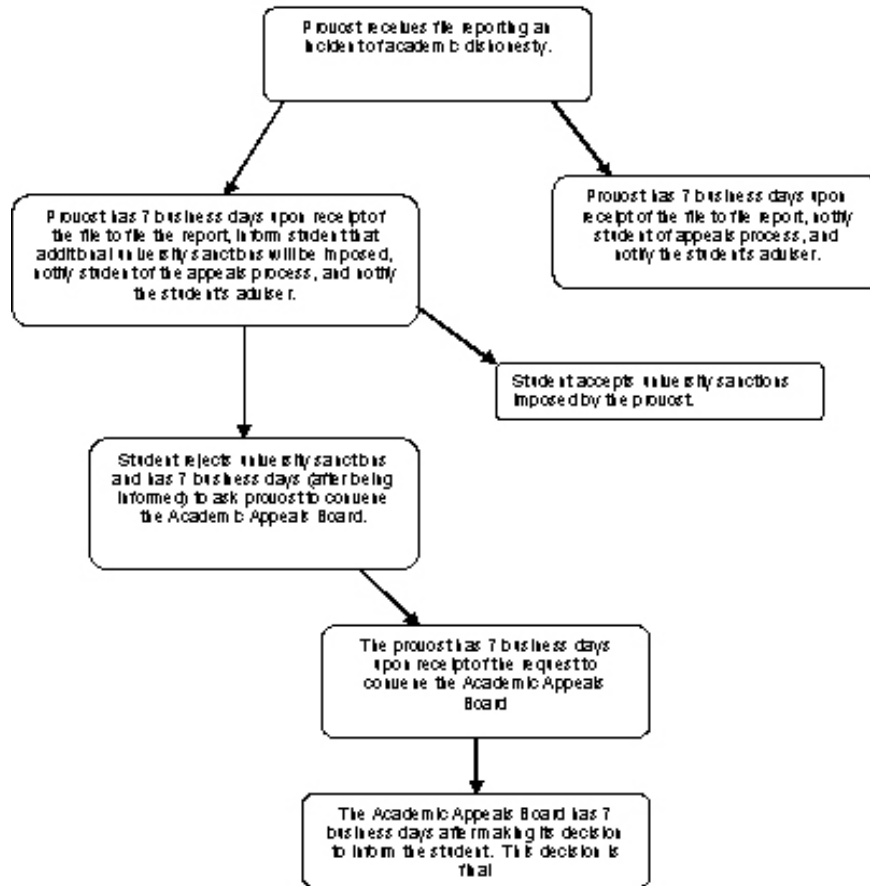 Provost receives file reporting an
incident of academic dishonesty.
Provost has 7 business days upon receipt of
the file to file the report, inform student that
additional university sanctions will be imposed,
notify student of the appeals process, and notify
the student's adviser.
Provost has 7 business days upon
receipt of the file to file report, notify
student of appeals process, and
notify the student's adviser.
Student accepts university sanctions
imposed by the provost.
Student rejects university sanctions
and has 7 business days (after being
informed) to ask provost to convene
the Academic Appeals Board.
The provost has 7 business days
upon receipt of the request to
convene the Academic Appeals
Board
The Academic Appeals Board has 7
business days after making its decision
to inform the student. This decision is
final